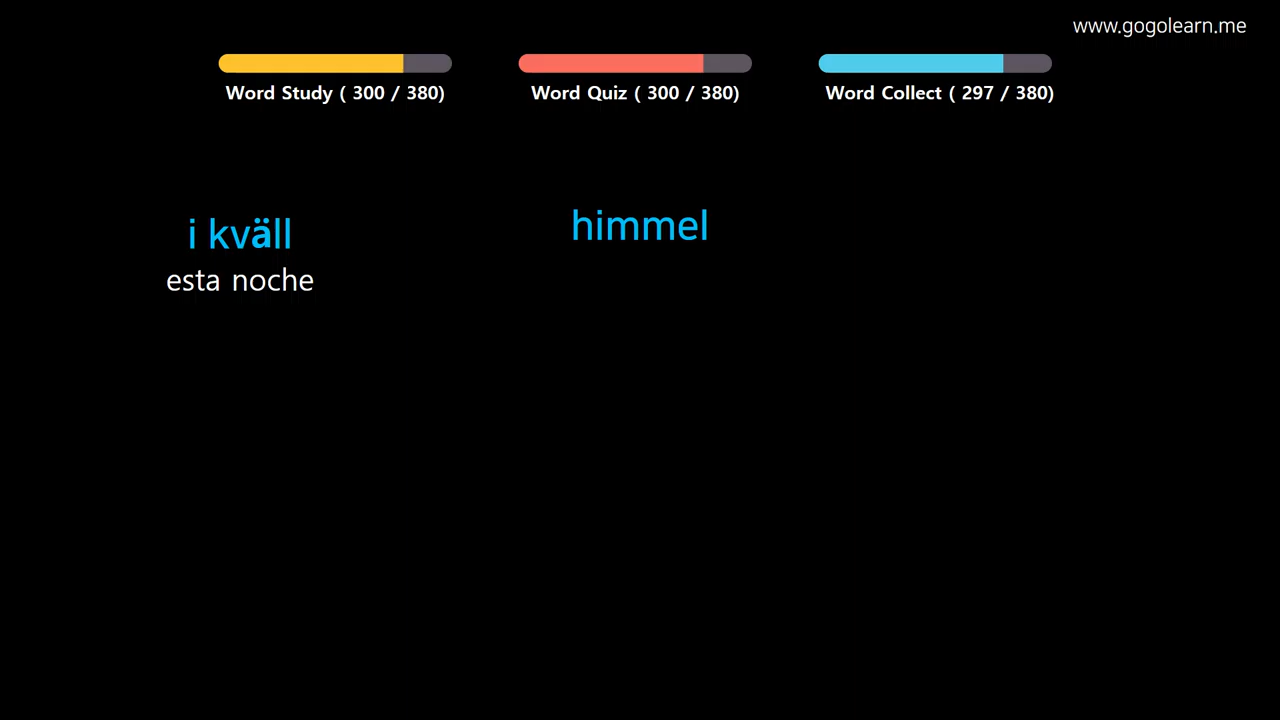 www.gogolearn.me
Word Study ( 300 / 380)
Word Quiz ( 300 / 380)
Word Collect ( 297 / 380)
i kväll
esta noche
himmel